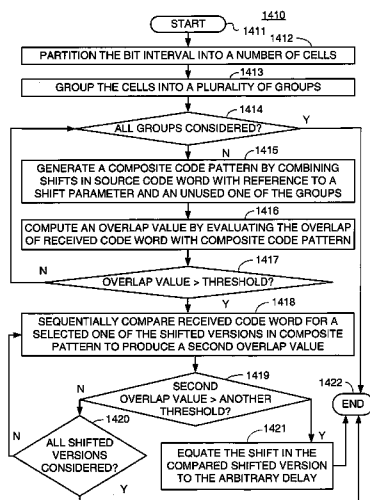 START
1410
1411
1412
PARTITION THE BIT INTERVAL INTO A NUMBER OF CELLS
1413
GROUP THE CELLS INTO A PLURALITY OF GROUPS
1414
ALL GROUPS CONSIDERED?
Y
N
1415
GENERATE A COMPOSITE CODE PATTERN BY COMBINING
SHIFTS IN SOURCE CODE WORD WITH REFERENCE TO A
SHIFT PARAMETER AND AN UNUSED ONE OF THE GROUPS
1416
COMPUTE AN OVERLAP VALUE BY EVALUATING THE OVERLAP
OF RECEIVED CODE WORD WITH COMPOSITE CODE PATTERN
1417
N
OVERLAP VALUE > THRESHOLD?
Y
1418
SEQUENTIALLY COMPARE RECEIVED CODE WORD FOR A
SELECTED ONE OF THE SHIFTED VERSIONS IN COMPOSITE
PATTERN TO PRODUCE A SECOND OVERLAP VALUE
1419
N
SECOND
OVERLAP VALUE > ANOTHER
THRESHOLD?
1422
END
1420
1421
Y
N
ALL SHIFTED
VERSIONS
CONSIDERED?
EQUATE THE SHIFT IN THE
COMPARED SHIFTED VERSION
TO THE ARBITRARY DELAY
Y